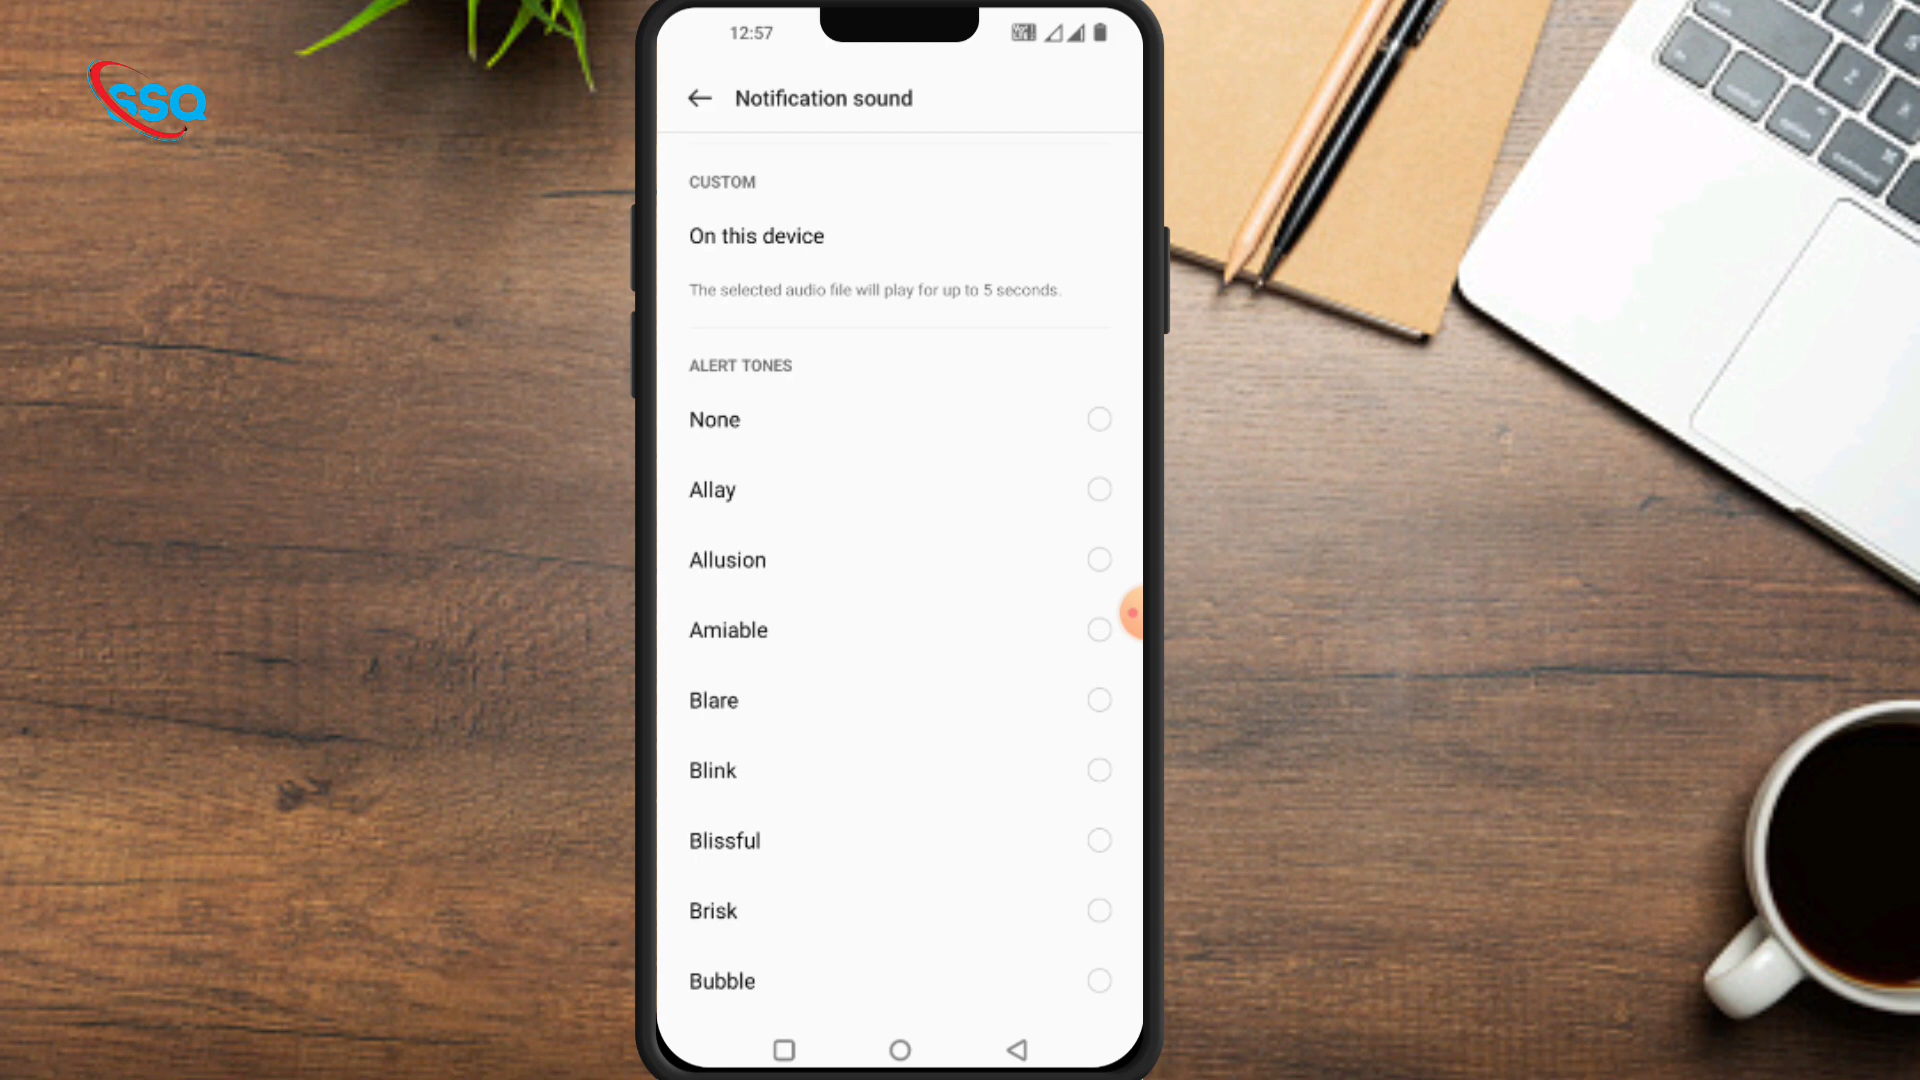 SSQ
12:57
Notification sound
CUSTOM
On this device
The selected audio file will play for up to 5 seconds.
ALERT TONES
None
Allay
Allusion
Amiable
Blare
Blink
Blissful
Brisk
Bubble